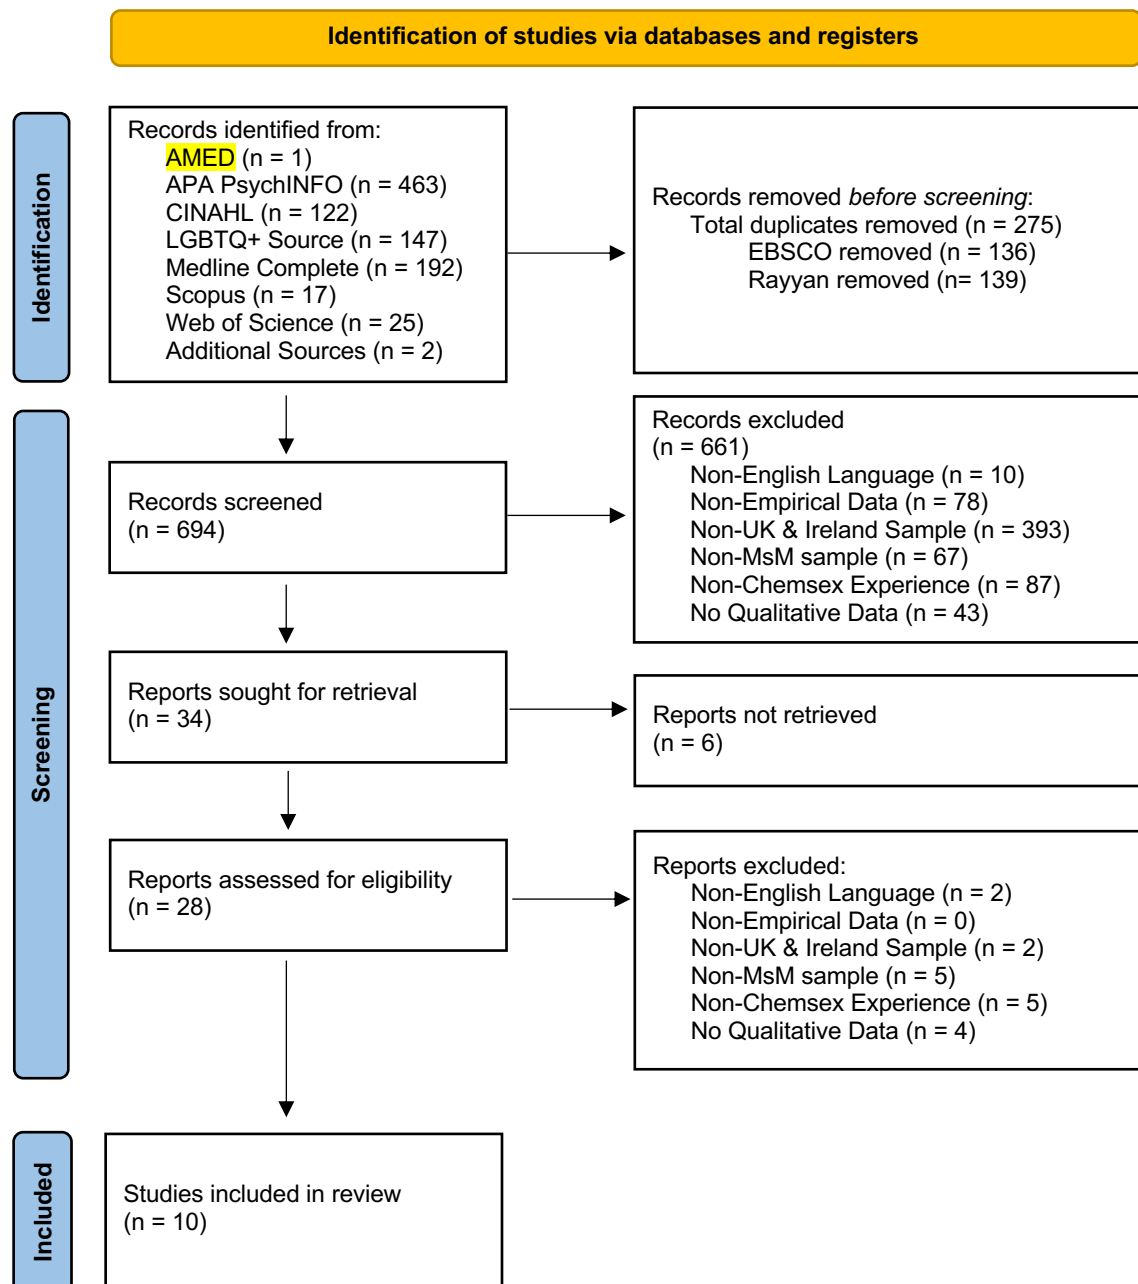 Identification of studies via databases and registers
Identification
Records identified from:
AMED (n = 1)
APA PsychINFO (n = 463)
CINAHL (n = 122)
LGBTQ+ Source (n = 147)
Medline Complete (n = 192)
Scopus (n = 17)
Web of Science (n = 25)
Additional Sources (n = 2)
Records removed before screening:
Total duplicates removed (n = 275)
EBSCO removed (n = 136)
Rayyan removed (n= 139)
Screening
Records screened
(n = 694)
Records excluded
(n = 661)
Non-English Language (n = 10)
Non-Empirical Data (n = 78)
Non-UK & Ireland Sample (n = 393)
Non-MsM sample (n = 67)
Non-Chemsex Experience (n = 87)
No Qualitative Data (n = 43)
Reports sought for retrieval
(n = 34)
Reports not retrieved
(n = 6)
Reports assessed for eligibility
(n = 28)
Reports excluded:
Non-English Language (n = 2)
Non-Empirical Data (n = 0)
Non-UK & Ireland Sample (n = 2)
Non-MsM sample (n = 5)
Non-Chemsex Experience (n = 5)
No Qualitative Data (n = 4)
Included
Studies included in review
(n = 10)